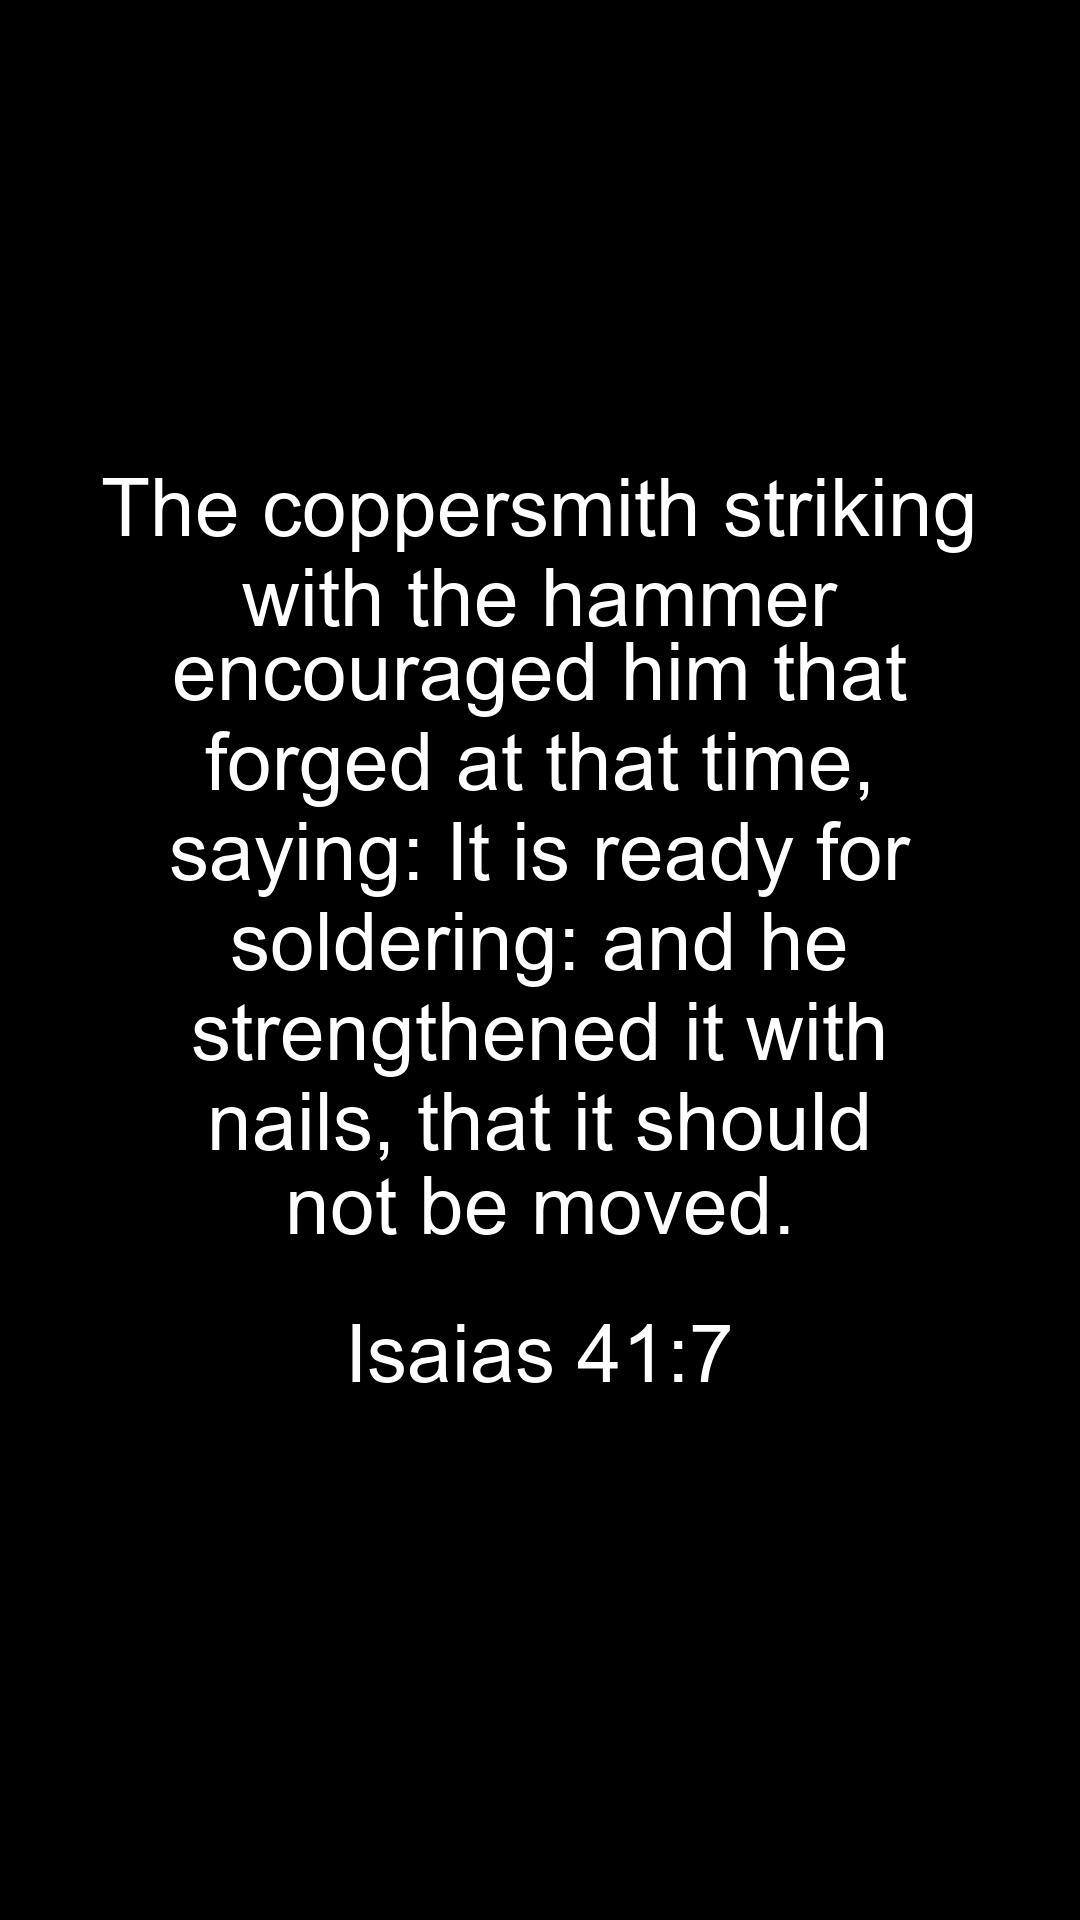 The coppersmith striking
with the hammer
encouraged him that
forged at that time,
saying: It is ready for
soldering: and he
strengthened it with
nails, that it should
not be moved.
Isaias 41:7